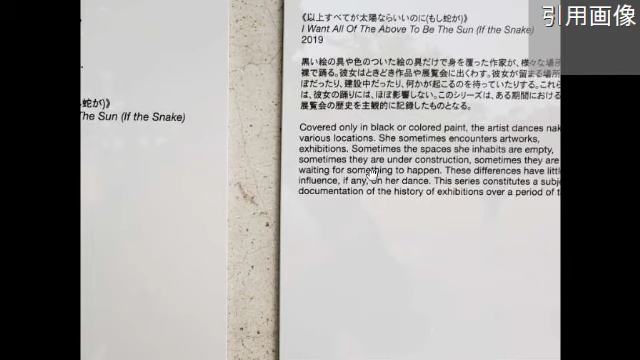 引用画像
《以上すべてが太陽ならいいのに(もし蛇が)》
I Want All Of The Above To Be The Sun (If the Snake)
2019
黒い絵の具や色のついた絵の具だけで身を覆った作家が、様々な場所
裸で踊る。彼女はときどき作品や展覧会に出くわす。彼女が留まる場所
ぽだったり、建設中だったり、何かが起こるのを待っていたりする。これら
は、彼女の踊りには、ほぼ影響しない。このシリーズは、ある期間における
展覧会の歴史を主観的に記録したものとなる。
Covered only in black or colored paint, the artist dances nak
various locations. She sometimes encounters artworks,
exhibitions. Sometimes the spaces she inhabits are empty,
sometimes they are under construction, sometimes they are
waiting for something to happen. These differences have littl
influence, if any, on her dance. This series constitutes a subje
documentation of the history of exhibitions over a period of t
蛇が)》
The Sun (If the Snake)